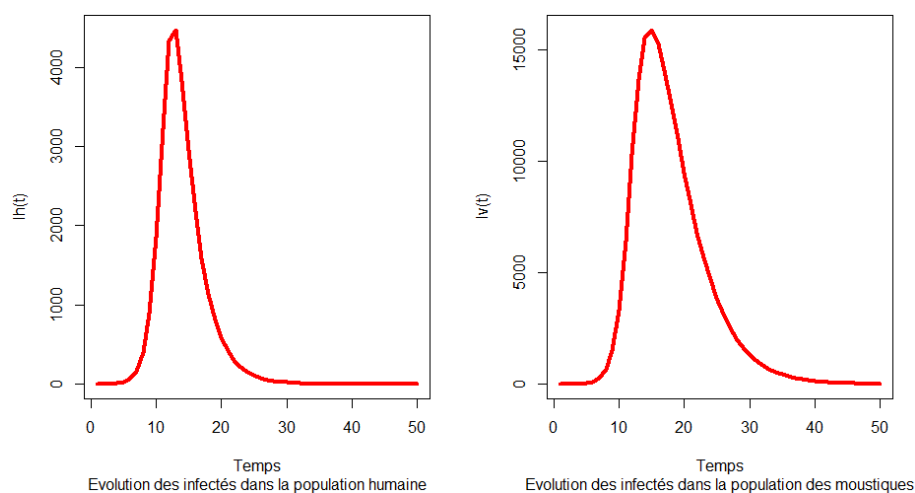 4000
3000
2000
1000
0
Ih(t)
0 10 20 30 40 50
Temps
Evolution des infectés dans la population humaine
15000
10000
5000
0
Iv(t)
0 10 20 30 40 50
Temps
Evolution des infectés dans la population des moustiques